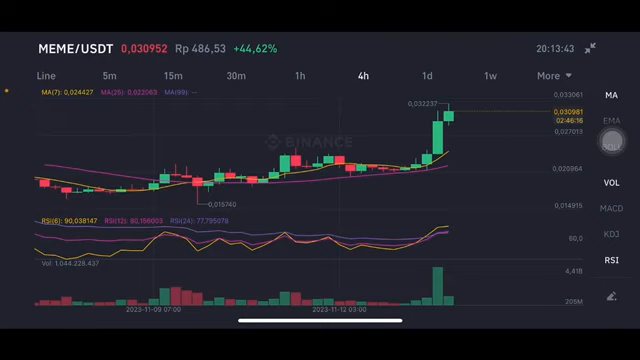 MEME/USDT 0,030952 Rp 486,53 +44,62% 20:13:43
Line 5m 15m 30m 1h 4h 1d 1w More
MA(7): 0,024427 MA(25): 0,022063 MA(99): --
0,033061
MA
0,032237
0,030981
02:46:16
EMA
0,027013
BINANCE
BOLL
0,020964
VOL
0,015740
0,014915
MACD
RSI(6): 90,038147 RSI(12): 80,156003 RSI(24): 77,795078
KDJ
60,0
RSI
Vol: 1.044.228.437
4,41B
205M
2023-11-09 07:00 2023-11-12 03:00